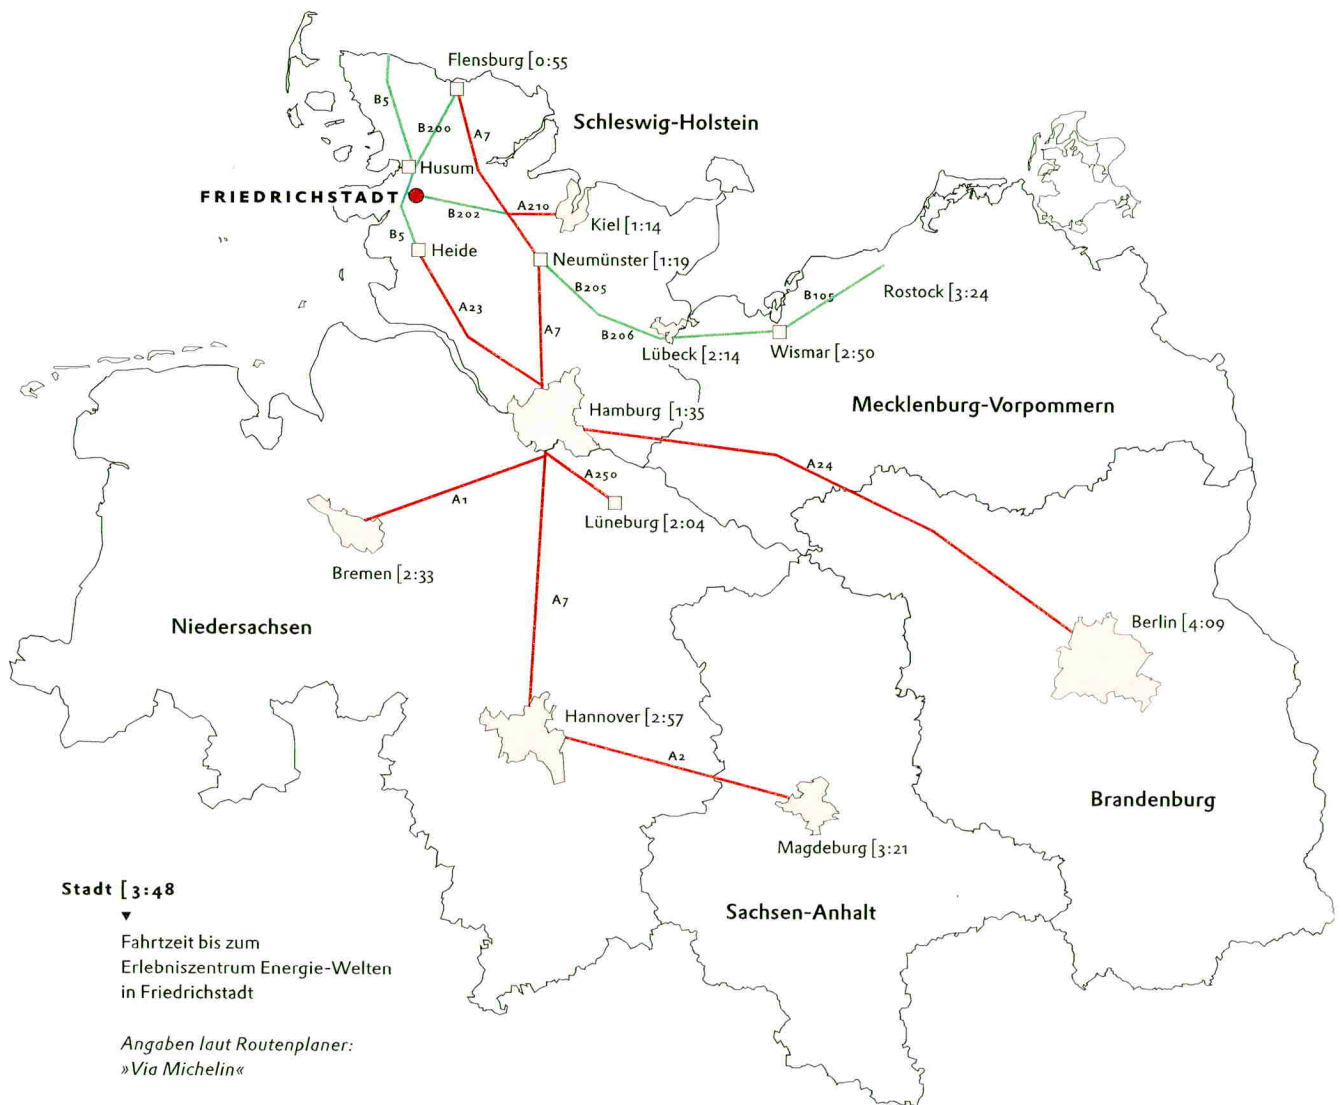 Flensburg [0:55
Schleswig-Holstein
B5
B200
A7
Husum
FRIEDRICHSTADT
B202
A210
Kiel [1:14
B5
Heide
Neumünster [1:19
B205
Rostock [3:24
B105
A23
A7
B206
Lübeck [2:14
Wismar [2:50
Hamburg [1:35
Mecklenburg-Vorpommern
A24
A250
A1
Lüneburg [2:04
Bremen [2:33
A7
Niedersachsen
Berlin [4:09
Hannover [2:57
A2
Brandenburg
Magdeburg [3:21
Sachsen-Anhalt
Stadt [3:48
Fahrtzeit bis zum
Erlebniszentrum Energie-Welten
in Friedrichstadt
Angaben laut Routenplaner:
»Via Michelin«